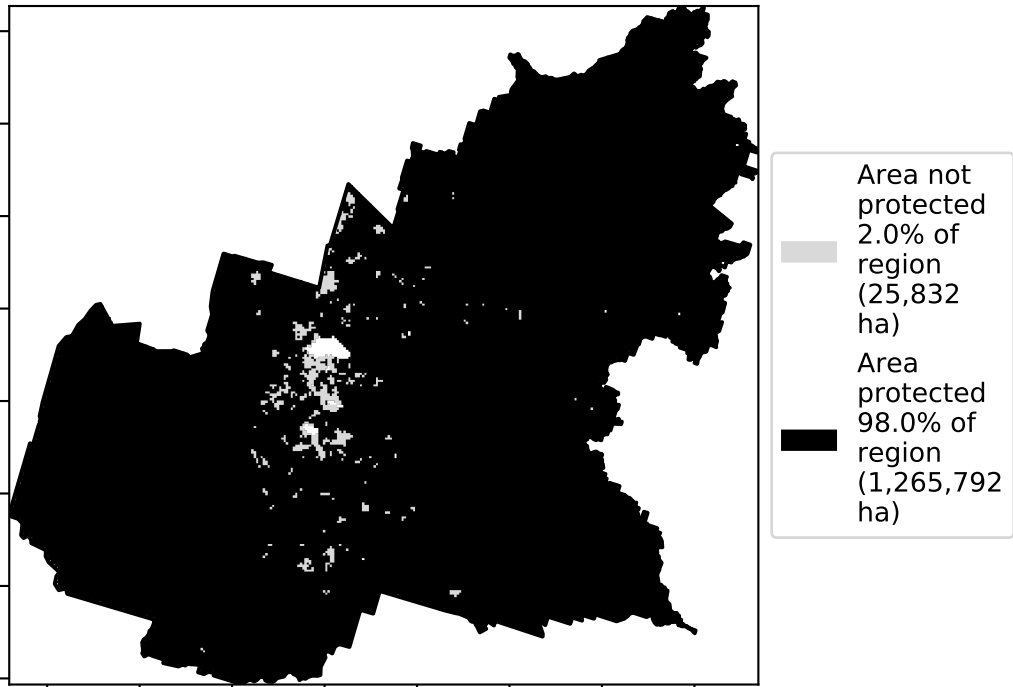 Area not
protected
2.0% of
region
(25,832
ha)
Area
protected
98.0% of
region
(1,265,792
ha)